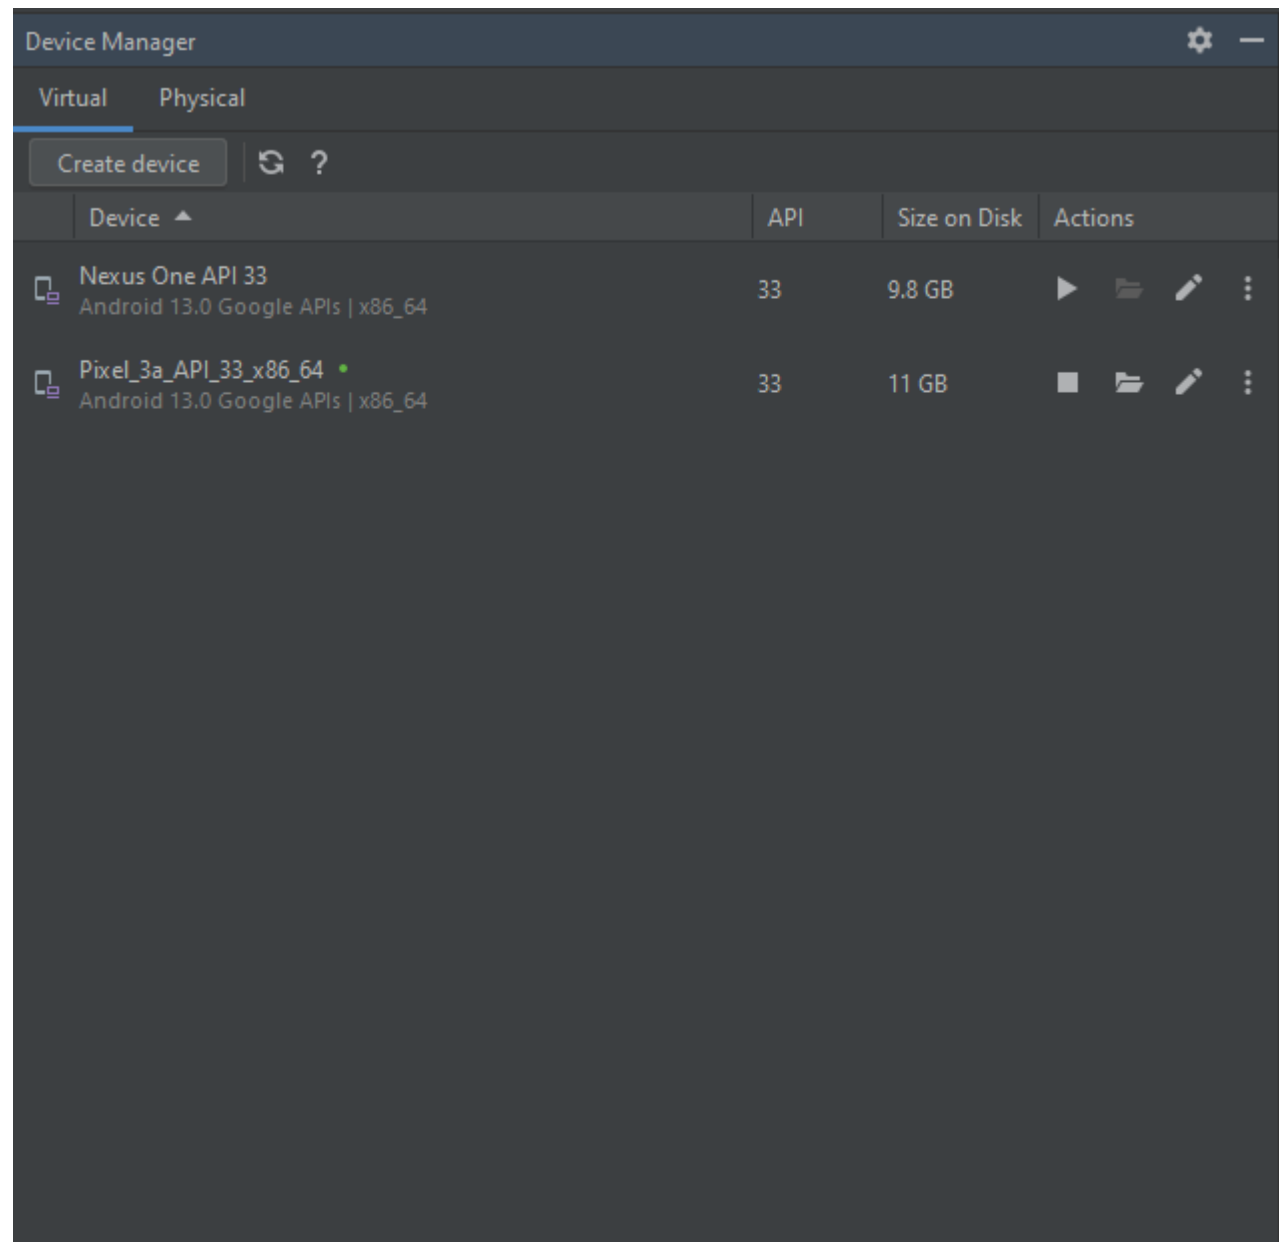 Device Manager
Virtual Physical
Create device ?
Device API Size on Disk Actions
Nexus One API 33
Android 13.0 Google APIs | x86_64
33 9.8 GB
Pixel_3a_API_33_x86_64
Android 13.0 Google APIs | x86_64
33 11 GB